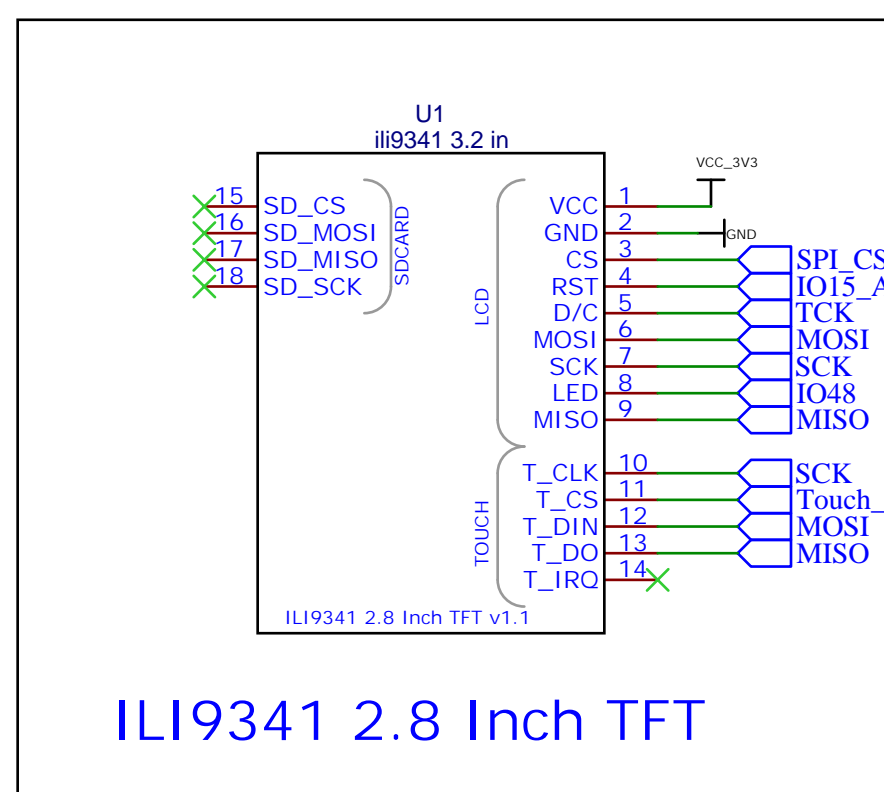 U1
ili9341 3.2 in
VCC_3V3
15 SD_CS
16 SD_MOSI
17 SD_MISO
18 SD_SCK
SDCARD
LCD
VCC 1
GND 2 GND
CS 3 SPI_CS
RST 4 IO15_A
D/C 5 TCK
MOSI 6 MOSI
SCK 7 SCK
LED 8 IO48
MISO 9 MISO
TOUCH
T_CLK 10 SCK
T_CS 11 Touch_
T_DIN 12 MOSI
T_DO 13 MISO
T_IRQ 14
ILI9341 2.8 Inch TFT v1.1
ILI9341 2.8 Inch TFT